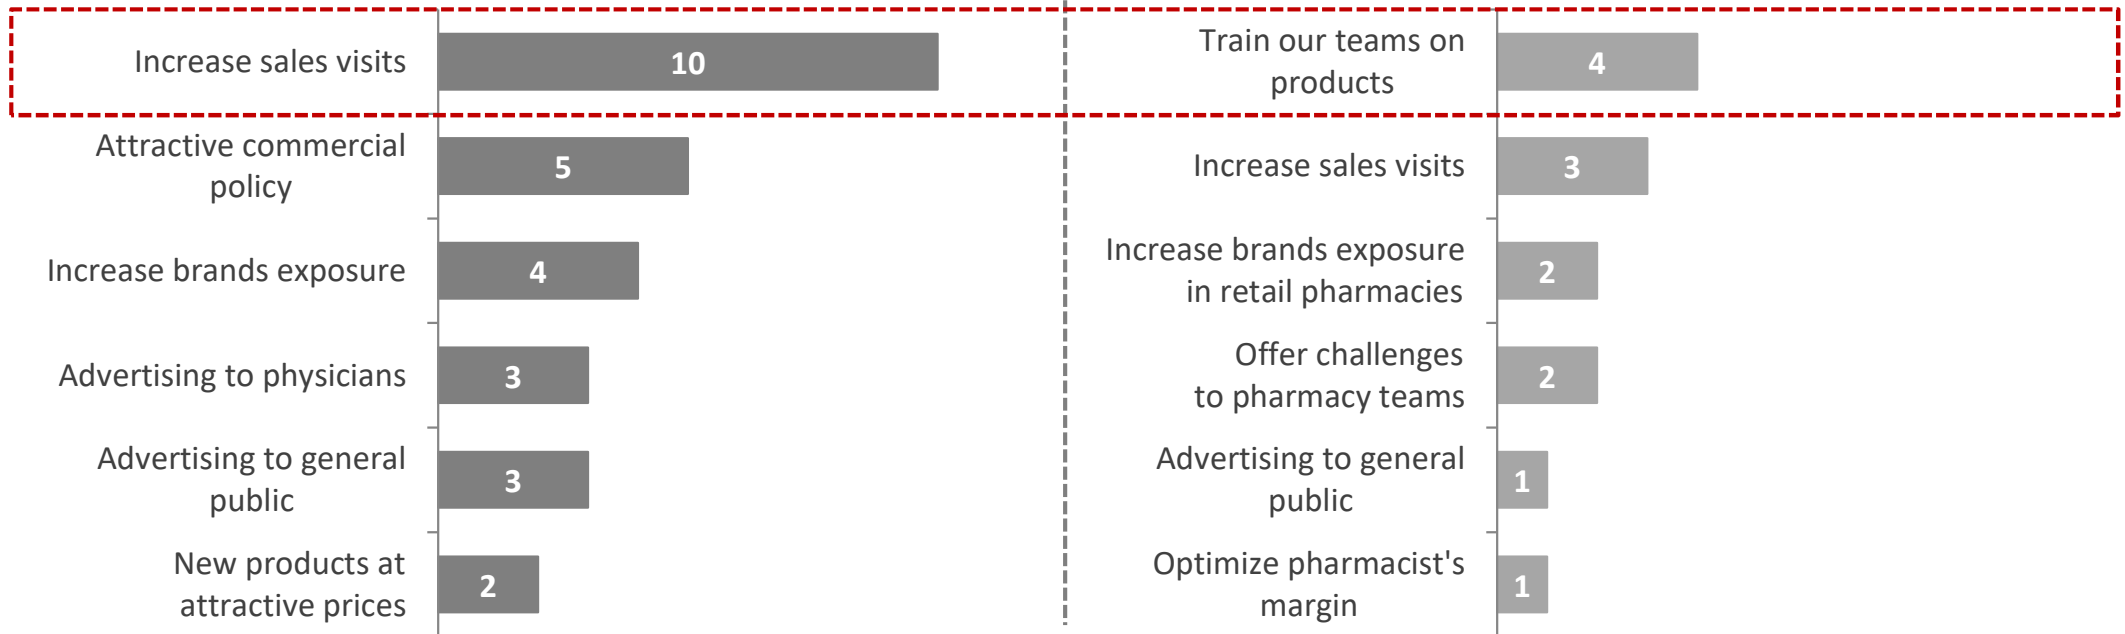 Increase sales visits
10
Attractive commercial
policy
5
Increase brands exposure
4
Advertising to physicians
3
Advertising to general
public
3
New products at
attractive prices
2
Train our teams on
products
4
Increase sales visits
3
Increase brands exposure
in retail pharmacies
2
Offer challenges
to pharmacy teams
2
Advertising to general
public
1
Optimize pharmacist's
margin
1